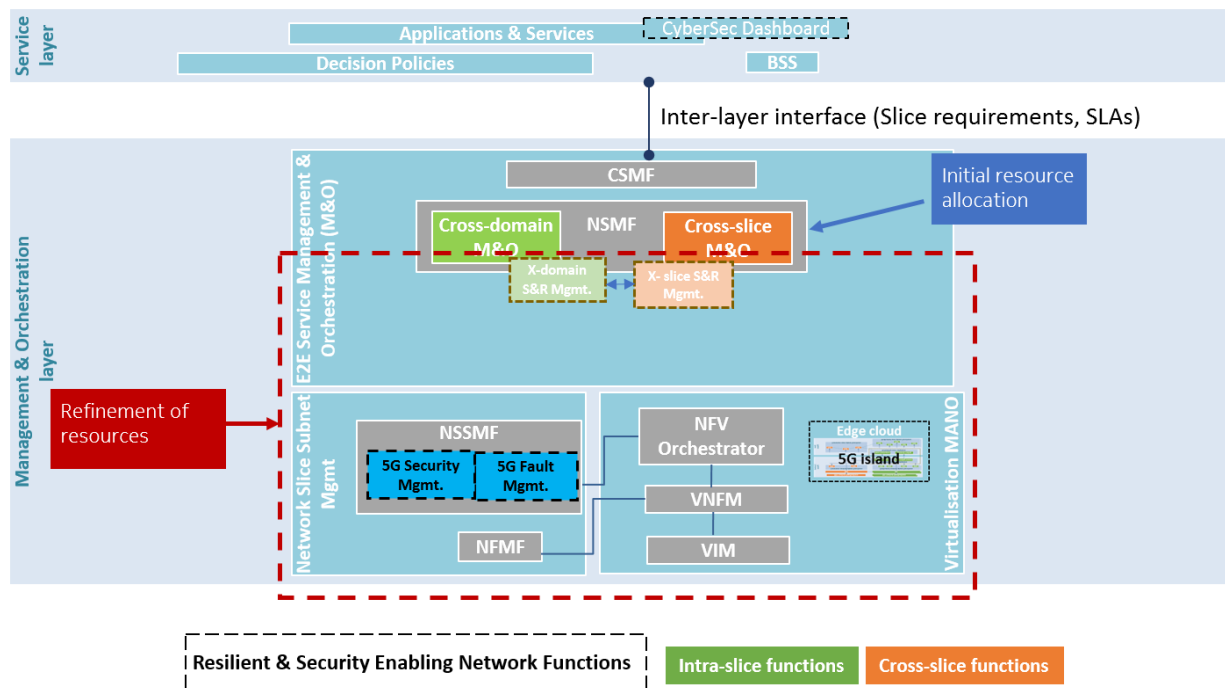 Service
layer
Applications & Services
CyberSec Dashboard
Decision Policies
BSS
Inter-layer interface (Slice requirements, SLAs)
Management & Orchestration
layer
E2E Service Management &
Orchestration (M&O)
CSMF
Initial resource
allocation
Cross-domain
M&O
NSMF
Cross-slice
M&O
X-domain
S&R Mgmt.
X- slice S&R
Mgmt.
Refinement of
resources
Network Slice Subnet
Mgmt
NSSMF
5G Security
Mgmt.
5G Fault
Mgmt.
NFMF
NFV
Orchestrator
VNFM
VIM
Edge cloud
5G island
Virtualisation MANO
Resilient & Security Enabling Network Functions
Intra-slice functions
Cross-slice functions